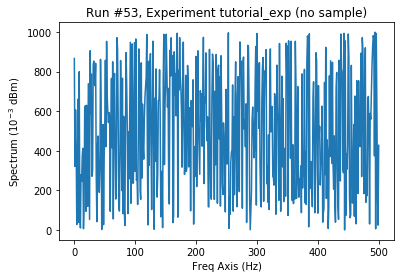 Run #53, Experiment tutorial_exp (no sample)
1000
800
600
400
200
0
Spectrum (10⁻³ dBm)
0 100 200 300 400 500
Freq Axis (Hz)